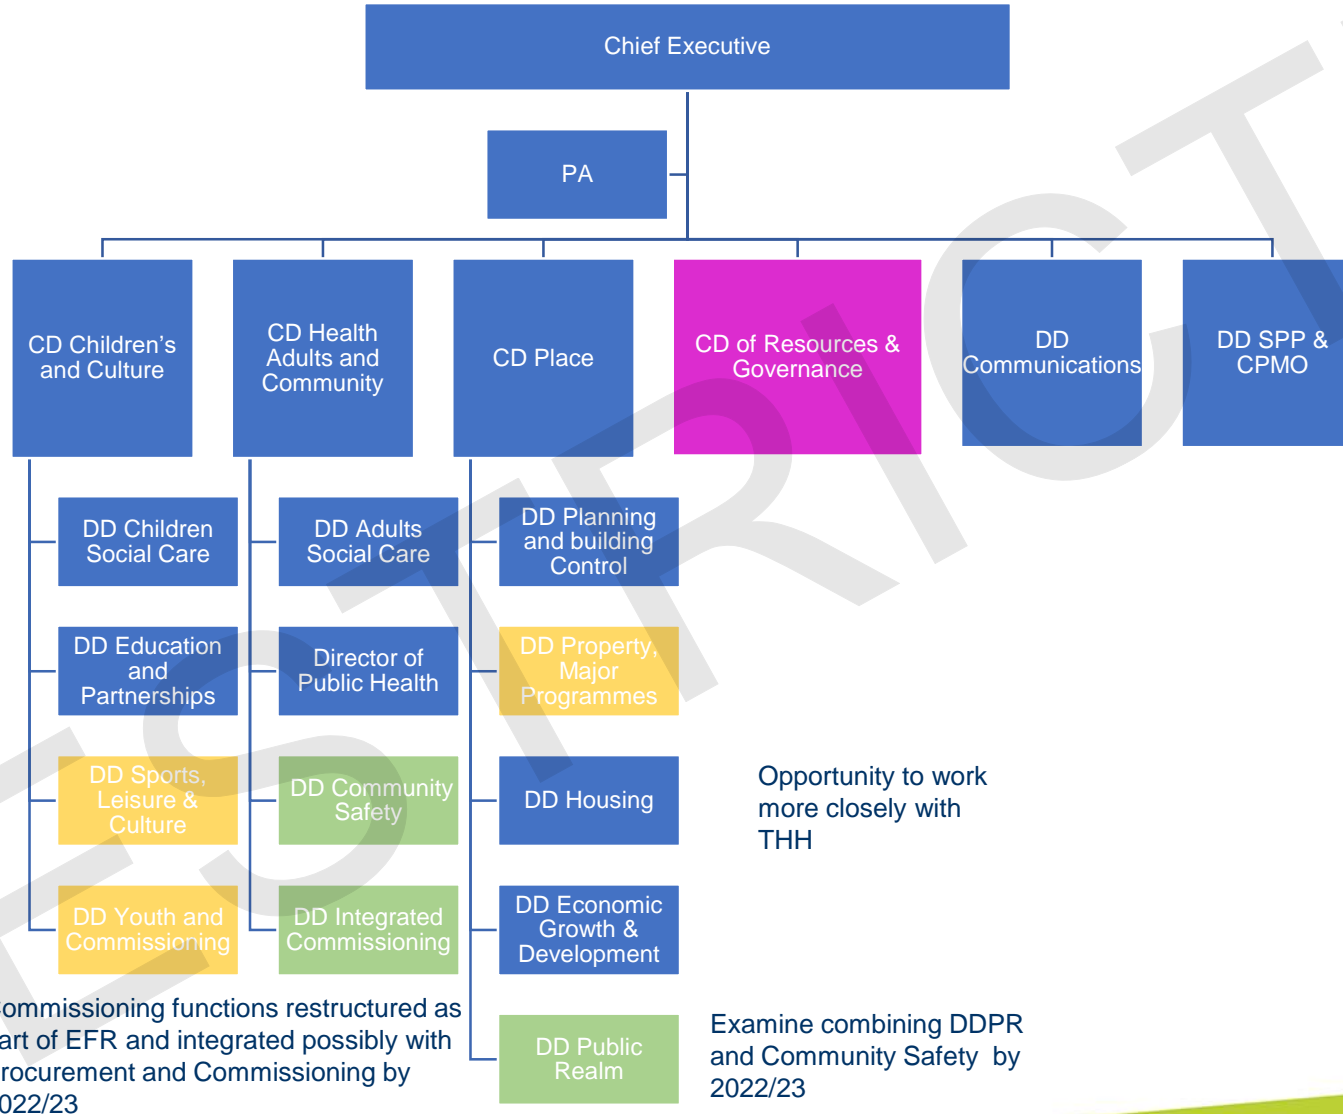 Chief Executive
PA
CD Children’s
and Culture
CD Health
Adults and
Community
CD Place
CD of Resources &
Governance
DD
Communications
DD SPP &
CPMO
DD Children
Social Care
DD Adults
Social Care
DD Planning
and building
Control
DD Education
and
Partnerships
Director of
Public Health
DD Property,
Major
Programmes
DD Sports,
Leisure &
Culture
DD Community
Safety
DD Housing
Opportunity to work
more closely with
THH
DD Youth and
Commissioning
DD Integrated
Commissioning
DD Economic
Growth &
Development
ommissioning functions restructured as
art of EFR and integrated possibly with
rocurement and Commissioning by
022/23
DD Public
Realm
Examine combining DDPR
and Community Safety by
2022/23
ESTRICT